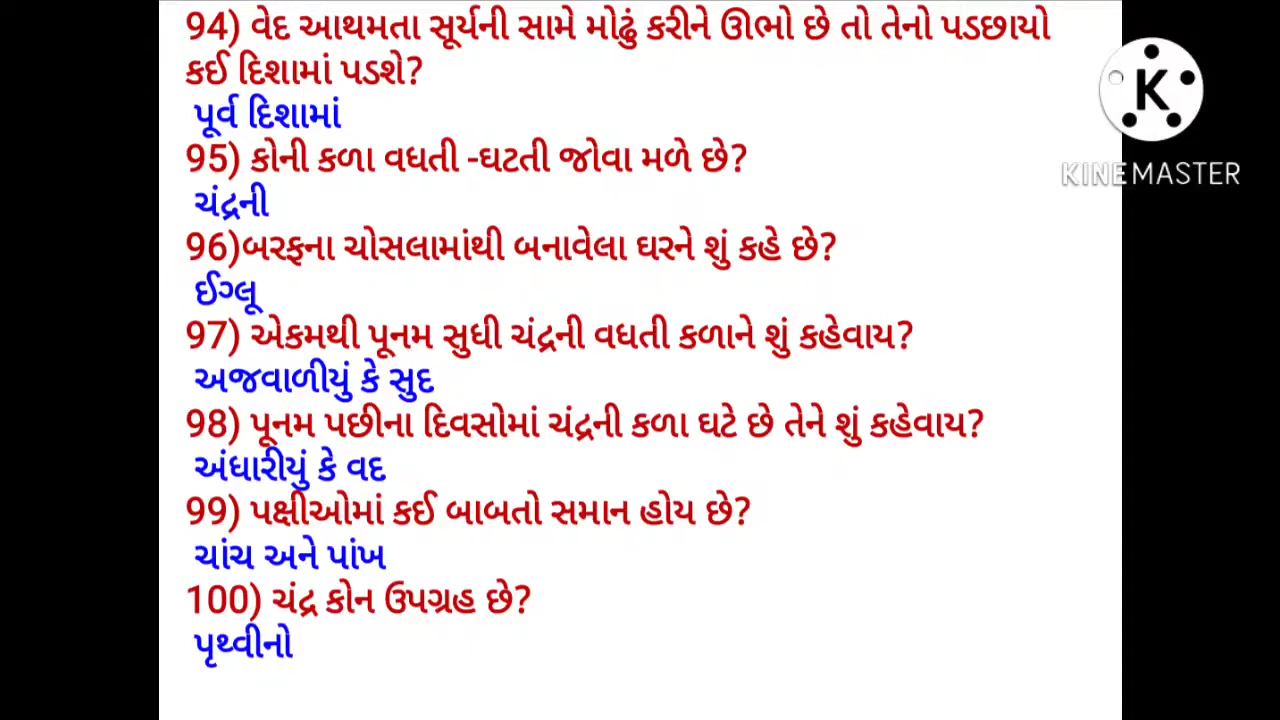 94) વેદ આથમતા સૂર્યની સામે મોઢું કરીને ઊભો છે તો તેનો પડછાયો
કઈ દિશામાં પડશે?
પૂર્વ દિશામાં
95) કોની કળા વધતી -ઘટતી જોવા મળે છે?
ચંદ્રની
96)બરફના ચોસલામાંથી બનાવેલા ઘરને શું કહે છે?
ઈગ્લૂ
97) એકમથી પૂનમ સુધી ચંદ્રની વધતી કળાને શું કહેવાય?
અજવાળીયું કે સુદ
98) પૂનમ પછીના દિવસોમાં ચંદ્રની કળા ઘટે છે તેને શું કહેવાય?
અંધારીયું કે વદ
99) પક્ષીઓમાં કઈ બાબતો સમાન હોય છે?
ચાંચ અને પાંખ
100) ચંદ્ર કોન ઉપગ્રહ છે?
પૃથ્વીનો
K
KINEMASTER